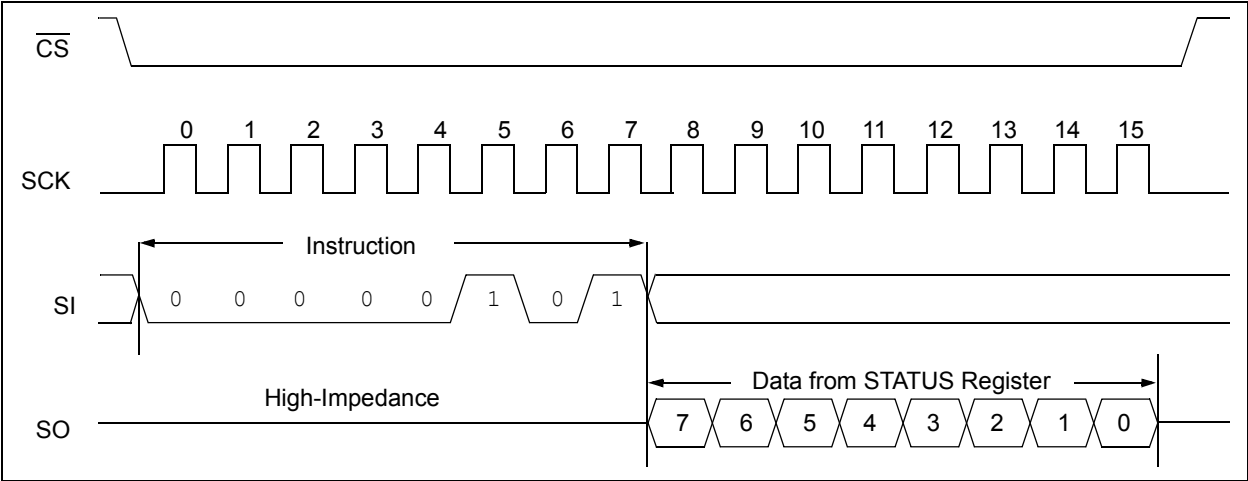 CS
0 1 2 3 4 5 6 7 8 9 10 11 12 13 14 15
SCK
Instruction
SI 0 0 0 0 0 1 0 1
Data from STATUS Register
High-Impedance
SO 7 6 5 4 3 2 1 0